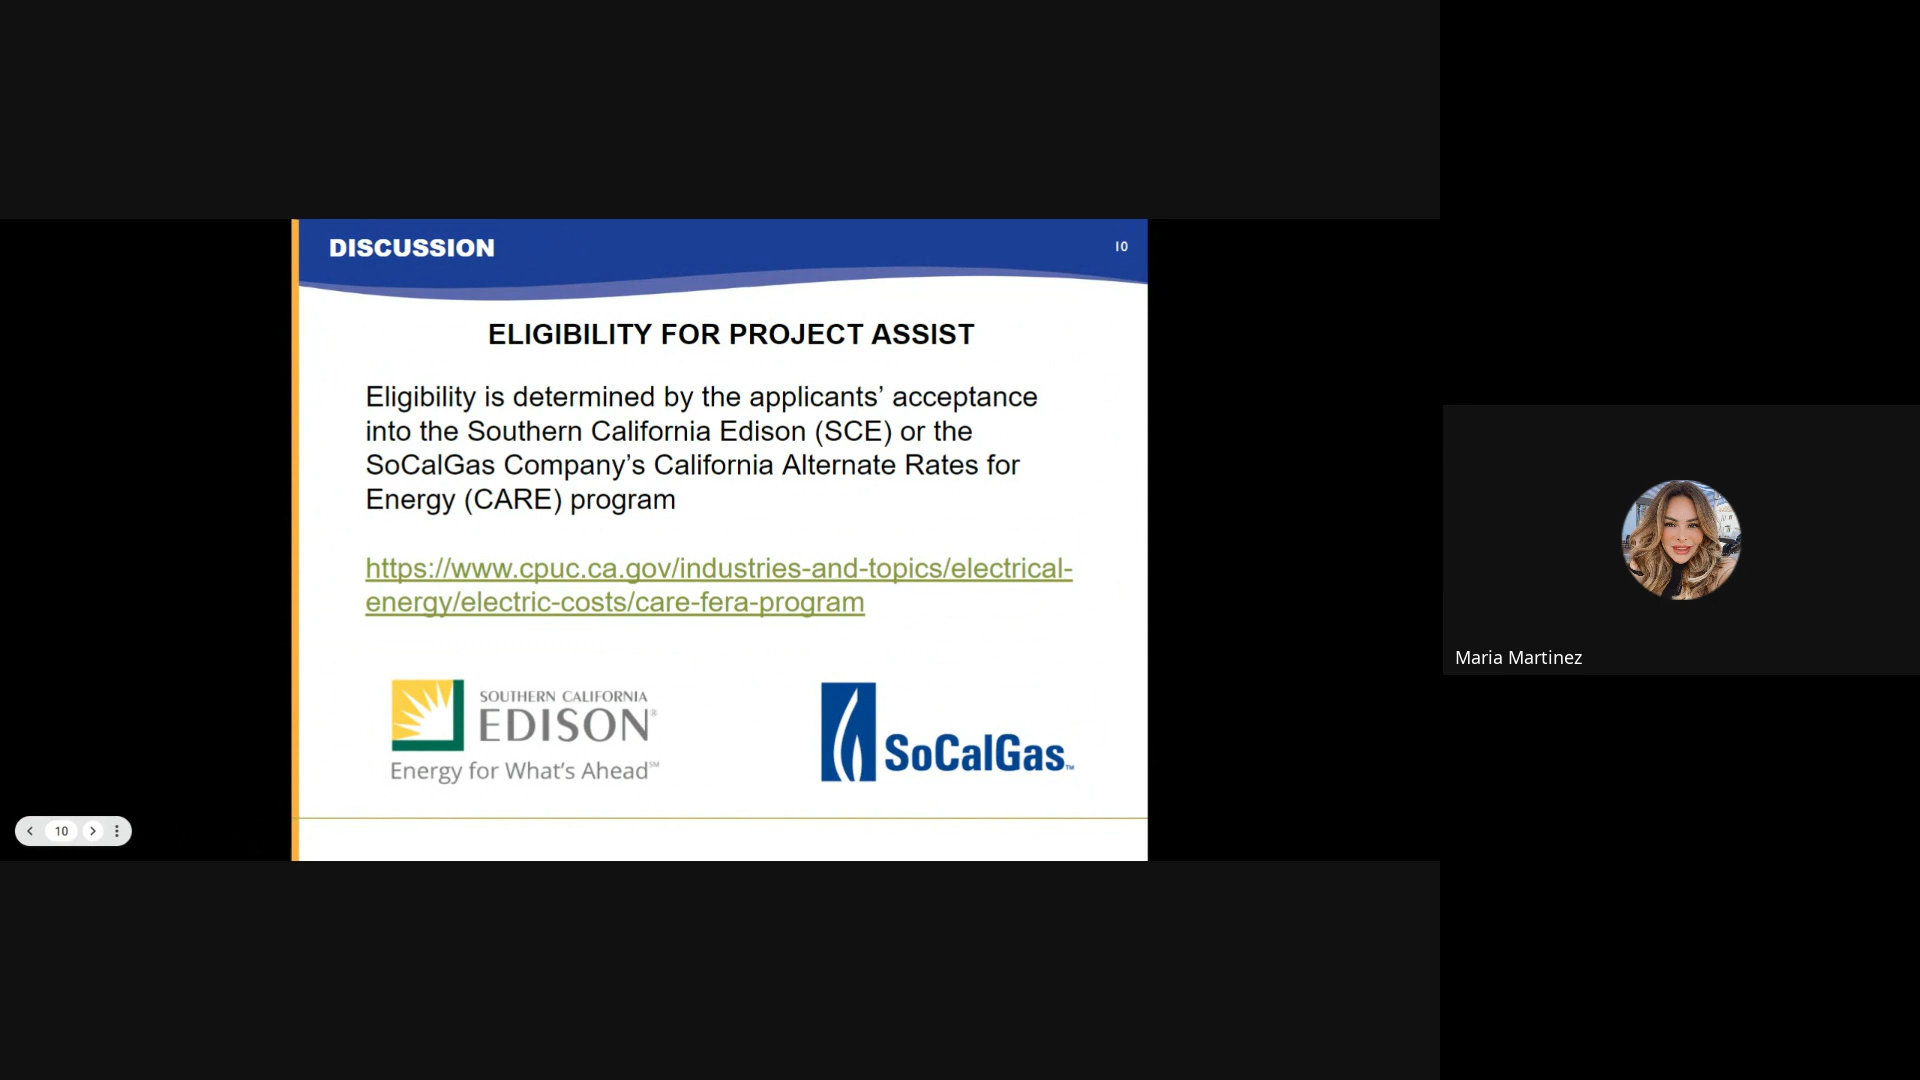 DISCUSSION
10
ELIGIBILITY FOR PROJECT ASSIST
Eligibility is determined by the applicants’ acceptance
into the Southern California Edison (SCE) or the
SoCalGas Company’s California Alternate Rates for
Energy (CARE) program
https://www.cpuc.ca.gov/industries-and-topics/electrical-
energy/electric-costs/care-fera-program
SOUTHERN CALIFORNIA
EDISON®
Energy for What’s Ahead℠
SoCalGas™
10
Maria Martinez